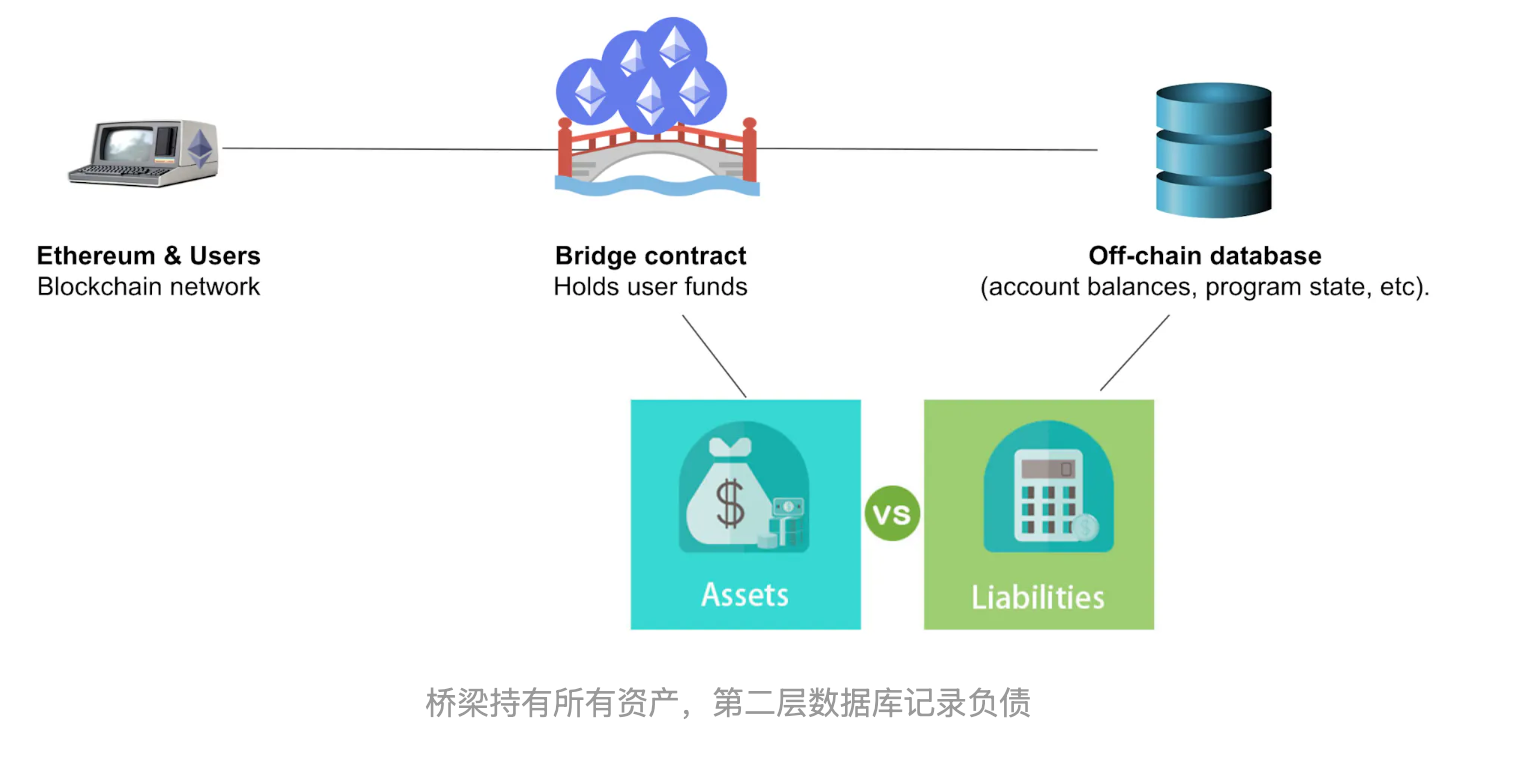 Ethereum & Users
Blockchain network
Bridge contract
Holds user funds
Off-chain database
(account balances, program state, etc).
$
Assets
vs
0
$
Liabilities
桥梁持有所有资产，第二层数据库记录负债